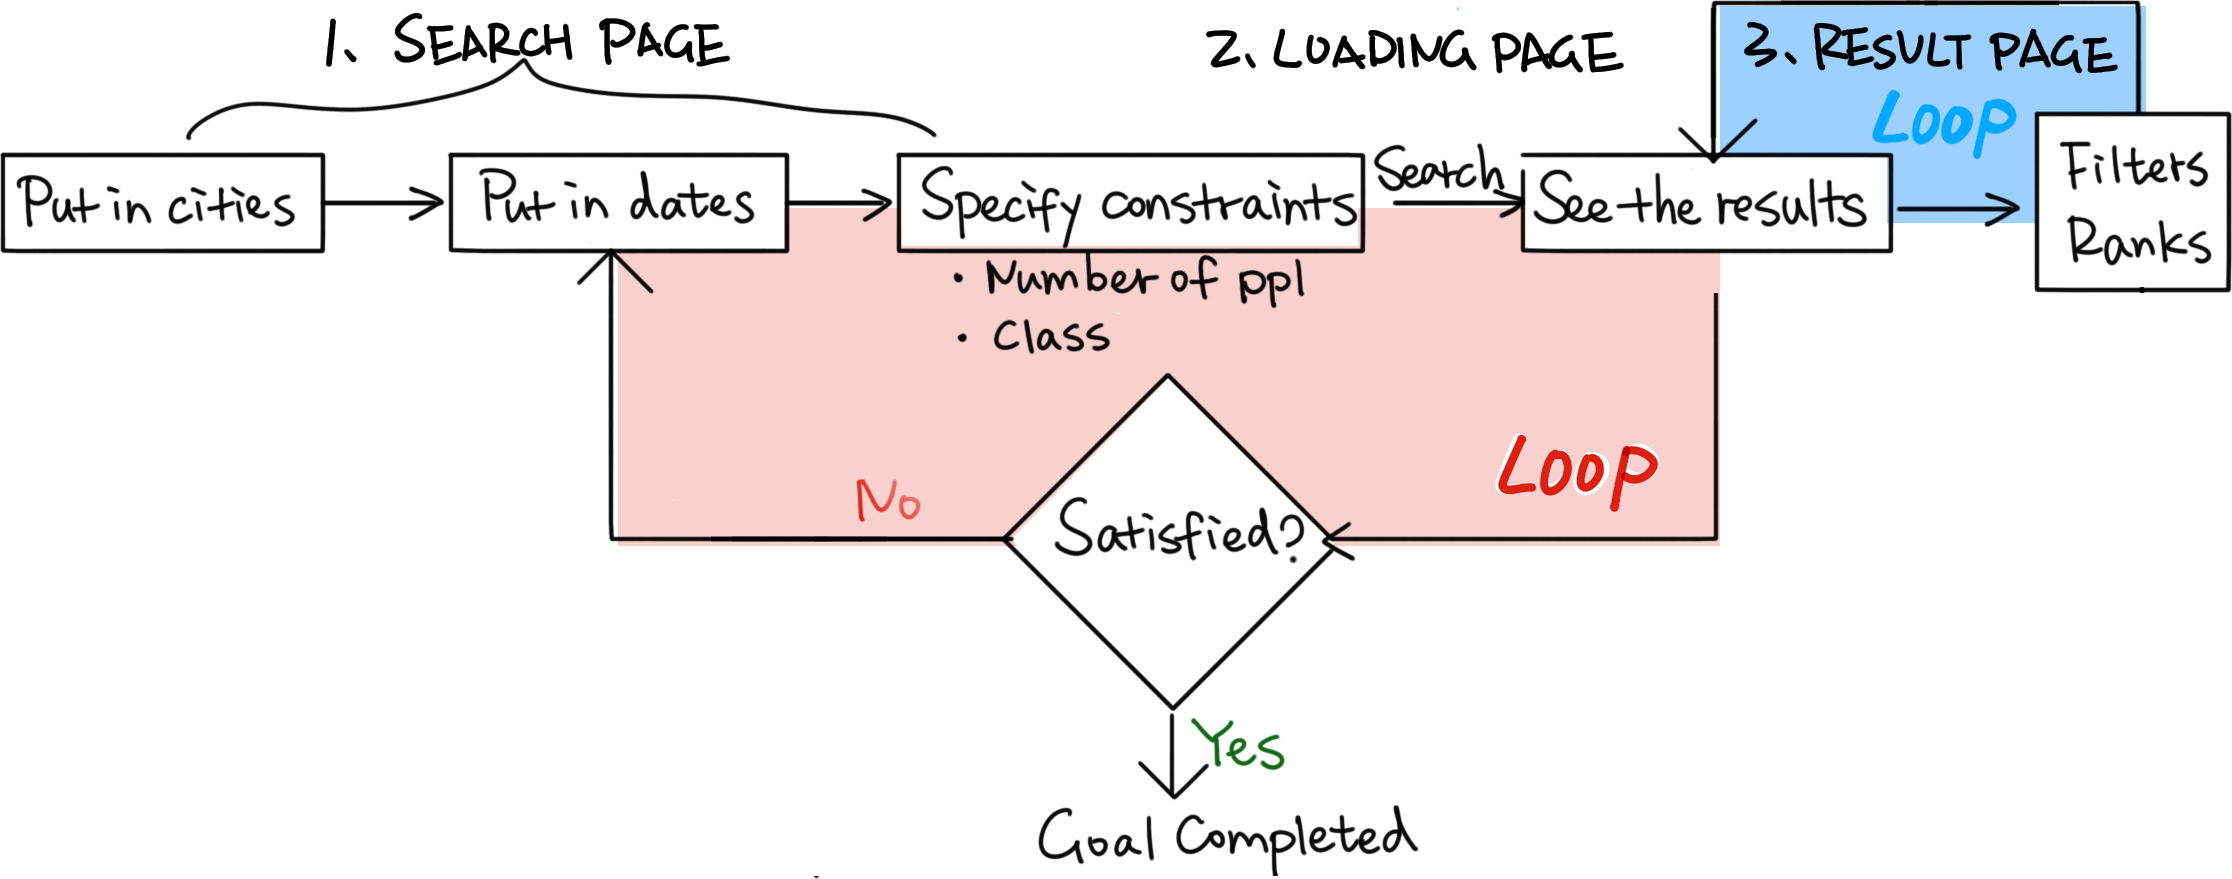 1. SEARCH PAGE
2. LOADING PAGE
3. RESULT PAGE
LOOP
Put in cities
Put in dates
Specify constraints
Search
See the results
Filters
Ranks
• Number of ppl
• Class
LOOP
No
Satisfied?
Yes
Goal Completed